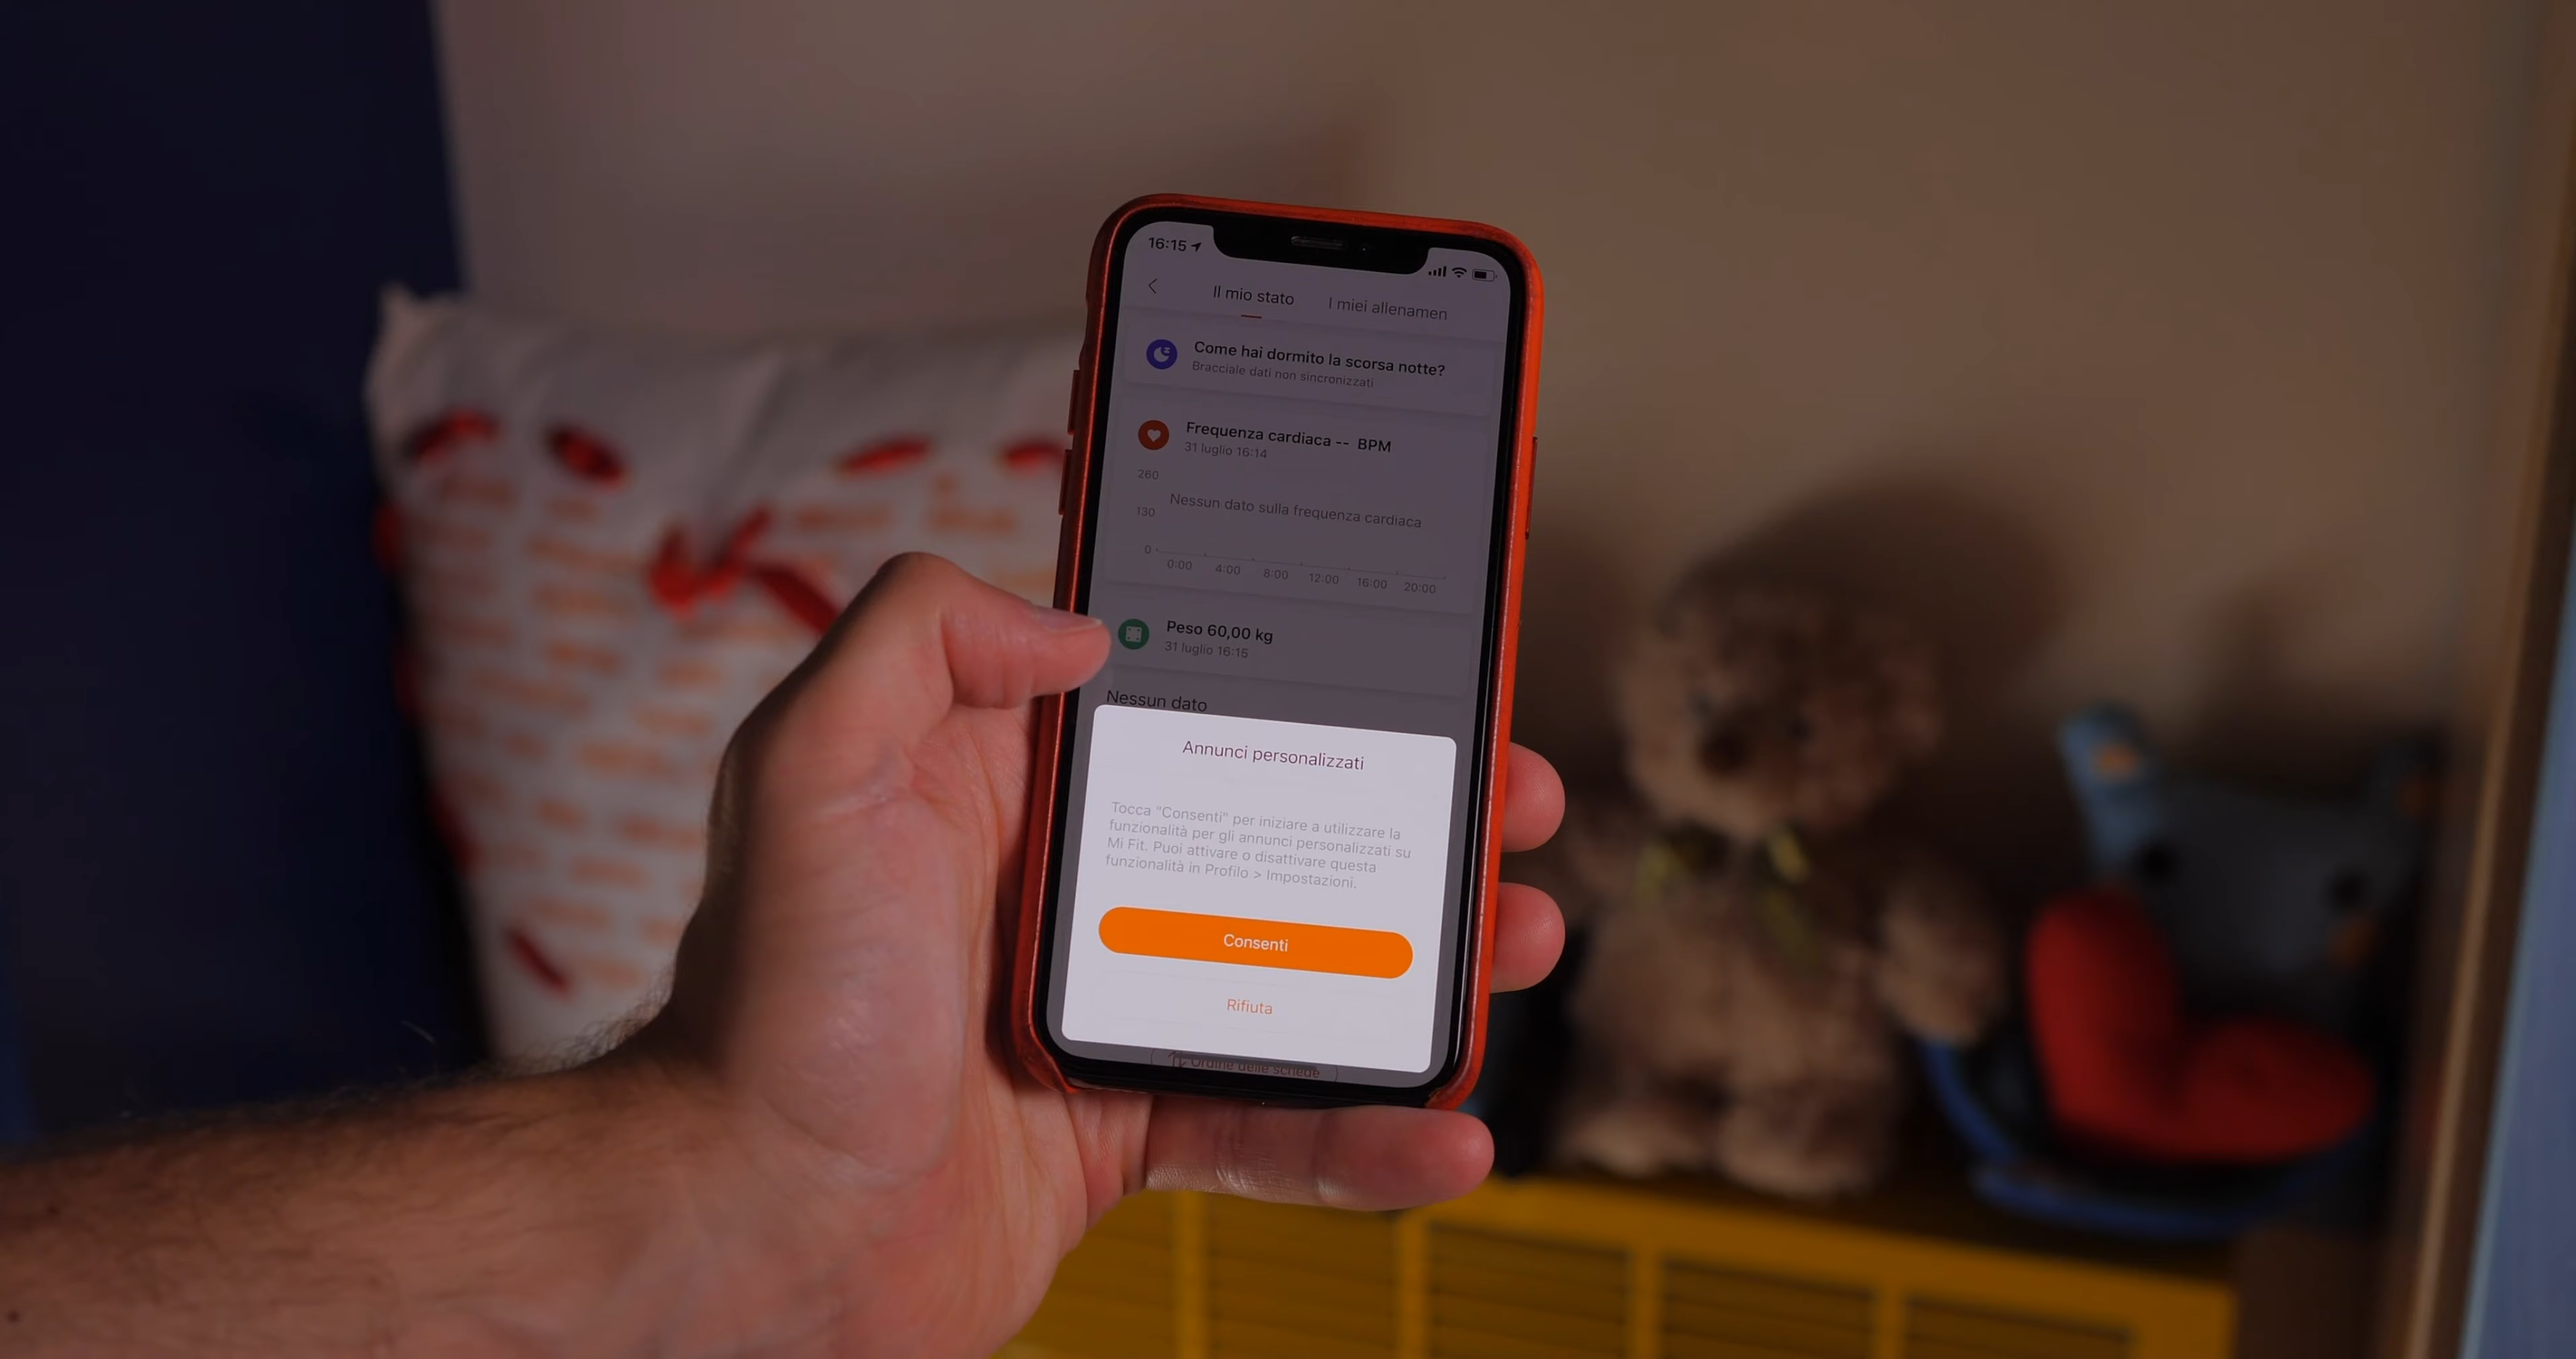 16:15
Il mio stato I miei allenamen
Come hai dormito la scorsa notte?
Bracciale dati non sincronizzati
Frequenza cardiaca -- BPM
31 luglio 16:14
260
Nessun dato sulla frequenza cardiaca
130
0
0:00 4:00 8:00 12:00 16:00 20:00
Peso 60,00 kg
31 luglio 16:15
Nessun dato
Annunci personalizzati
Tocca "Consenti" per iniziare a utilizzare la
funzionalità per gli annunci personalizzati su
Mi Fit. Puoi attivare o disattivare questa
funzionalità in Profilo > Impostazioni.
Consenti
Rifiuta
Ordine delle schede